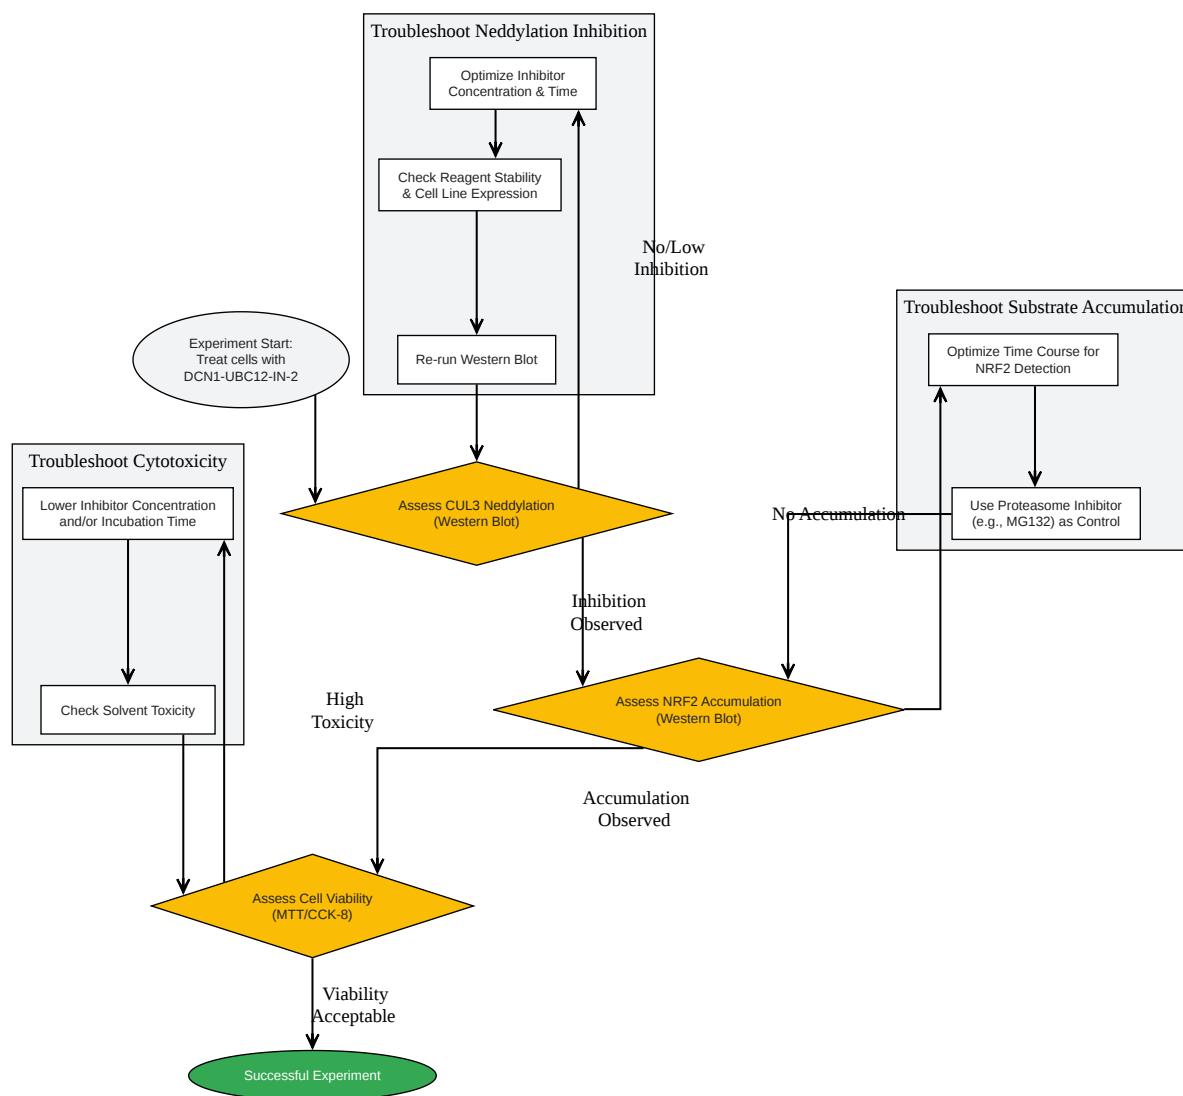 Troubleshoot Neddylation Inhibition
Optimize Inhibitor
Concentration & Time
Check Reagent Stability
& Cell Line Expression
No/Low
Inhibition
Re-run Western Blot
Experiment Start:
Treat cells with
DCN1-UBC12-IN-2
Troubleshoot Substrate Accumulation
Optimize Time Course for
NRF2 Detection
Use Proteasome Inhibitor
(e.g., MG132) as Control
No Accumulation
Troubleshoot Cytotoxicity
Lower Inhibitor Concentration
and/or Incubation Time
Check Solvent Toxicity
Assess CUL3 Neddylation
(Western Blot)
Inhibition
Observed
Assess NRF2 Accumulation
(Western Blot)
High
Toxicity
Accumulation
Observed
Assess Cell Viability
(MTT/CCK-8)
Viability
Acceptable
Successful Experiment